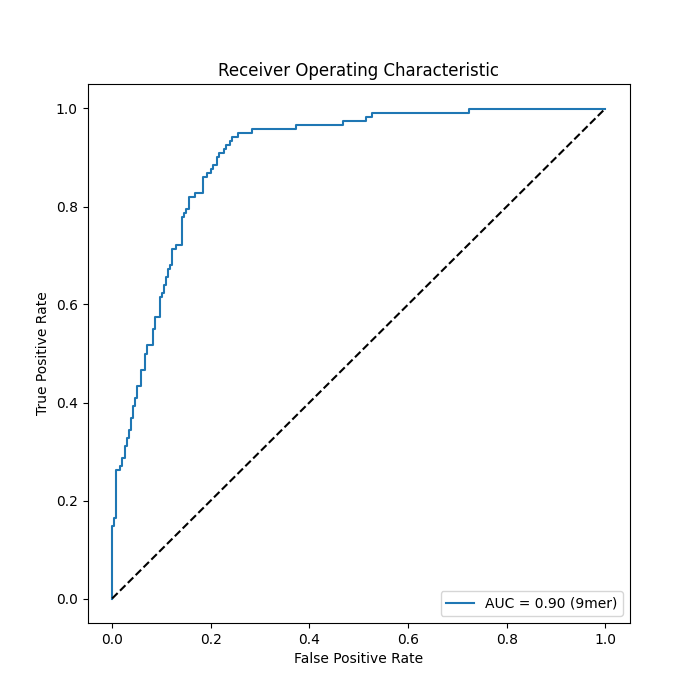 Receiver Operating Characteristic
1.0
0.8
0.6
0.4
0.2
0.0
True Positive Rate
0.0 0.2 0.4 0.6 0.8 1.0
False Positive Rate
AUC = 0.90 (9mer)